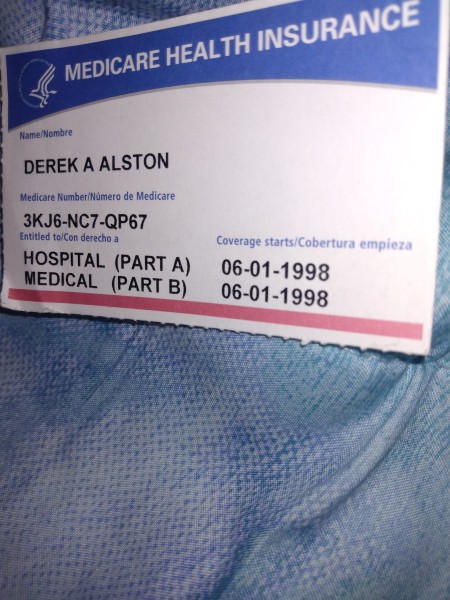 MEDICARE HEALTH INSURANCE
Name/Nombre
DEREK A ALSTON
Medicare Number/Número de Medicare
3KJ6-NC7-QP67
Entitled to/Con derecho a
Coverage starts/Cobertura empieza
HOSPITAL (PART A) 06-01-1998
MEDICAL (PART B) 06-01-1998